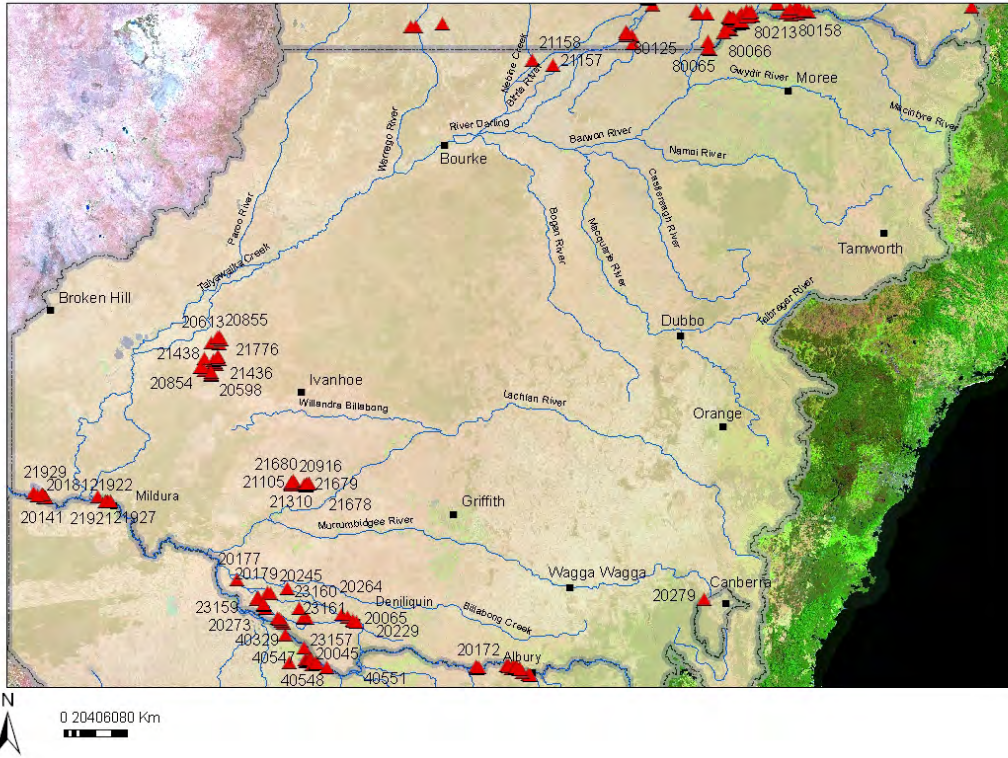 80213
80158
21158
80125
80066
21157
80065
Nebine Creek
Birrie River
Gwydir River
Moree
Macintyre River
River Darling
Barwon River
Warrego River
Bourke
Namoi River
Castlereagh River
Paroo River
Bogan River
Macquarie River
Tamworth
Talyawalka Creek
Broken Hill
Talbragar River
20613
20855
Dubbo
21438
21776
21436
20854
20598
Ivanhoe
Willandra Billabong
Lachlan River
Orange
21680
20916
21105
21679
21310
21678
21929
20181
21922
Mildura
20141
21921
21927
Griffith
Murrumbidgee River
20177
20179
20245
Wagga Wagga
Canberra
23160
20264
20279
23159
23161
Deniliquin
20065
Billabong Creek
20273
20229
40329
23157
40547
20045
20172
Albury
40548
40551
N
0 20406080 Km